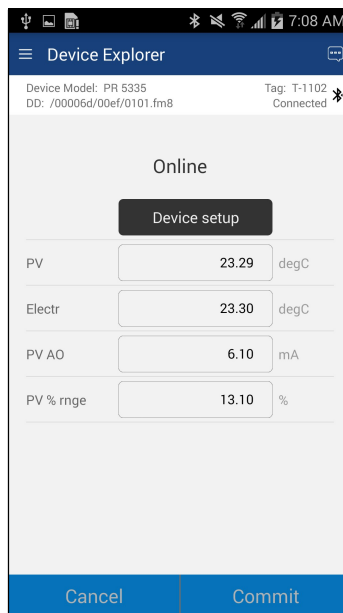 7:08 AM
Device Explorer
Device Model: PR 5335
Tag: T-1102
DD: /00006d/00ef/0101.fm8
Connected
Online
Device setup
PV 23.29 degC
Electr 23.30 degC
PV AO 6.10 mA
PV % rnge 13.10 %
Cancel Commit